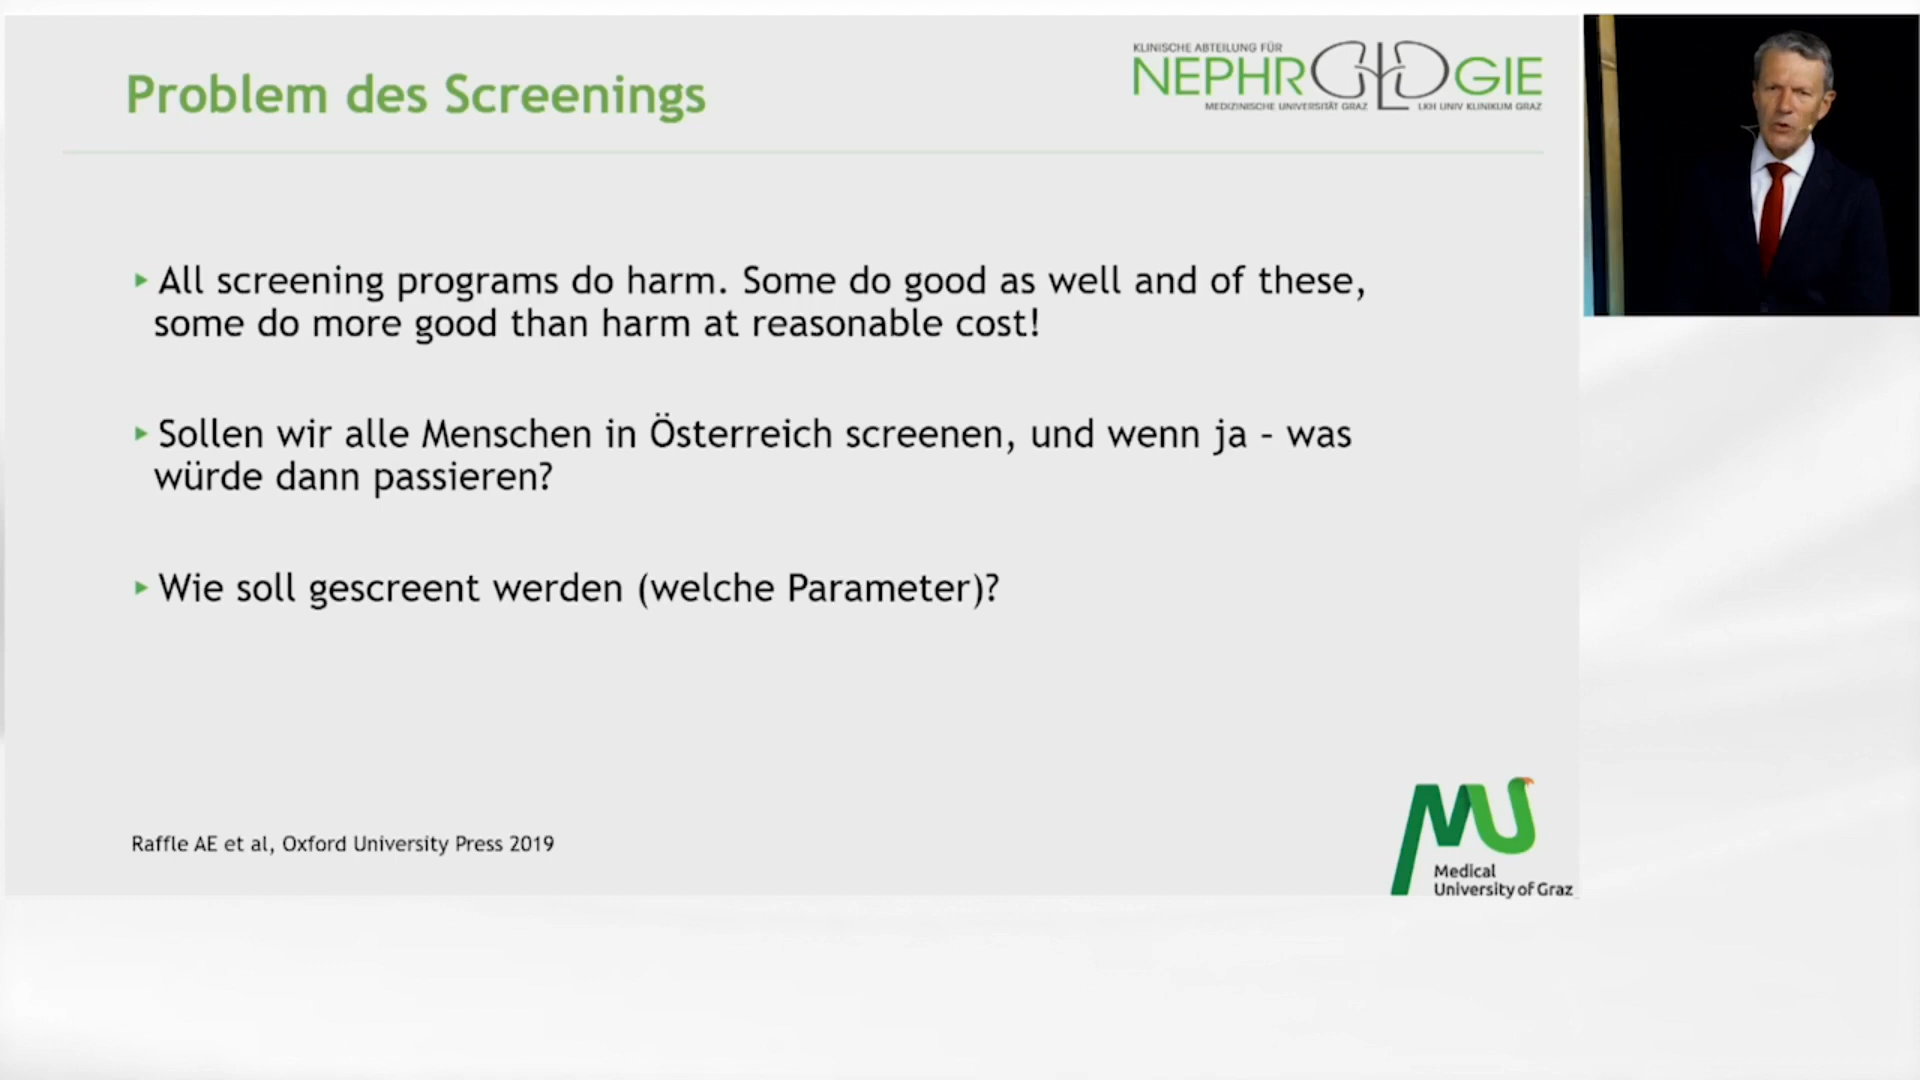 Problem des Screenings
KLINISCHE ABTEILUNG FÜR
NEPHROLOGIE
MEDIZINISCHE UNIVERSITÄT GRAZ LKH UNIV KLINIKUM GRAZ
All screening programs do harm. Some do good as well and of these,
some do more good than harm at reasonable cost!
Sollen wir alle Menschen in Österreich screenen, und wenn ja – was
würde dann passieren?
Wie soll gescreent werden (welche Parameter)?
Raffle AE et al, Oxford University Press 2019
Medical
University of Graz